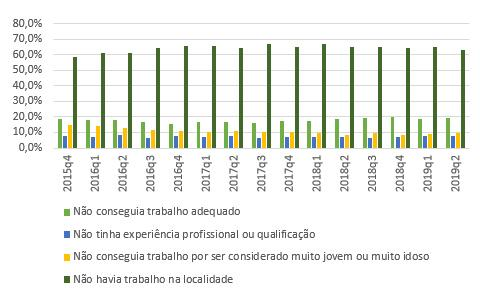 80,0%
70,0%
60,0%
50,0%
40,0%
30,0%
20,0%
10,0%
0,0%
2015q4
2016q1
2016q2
2016q3
2016q4
2017q1
2017q2
2017q3
2017q4
2018q1
2018q2
2018q3
2018q4
2019q1
2019q2
Não conseguia trabalho adequado
Não tinha experiência profissional ou qualificação
Não conseguia trabalho por ser considerado muito jovem ou muito idoso
Não havia trabalho na localidade